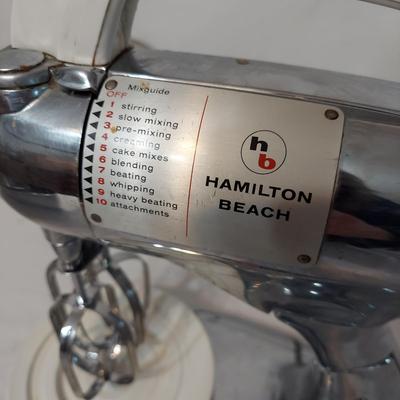 Mixguide
OFF
1 stirring
2 slow mixing
3 pre-mixing
4 creaming
5 cake mixes
6 blending
7 beating
8 whipping
9 heavy beating
10 attachments
hb
HAMILTON
BEACH